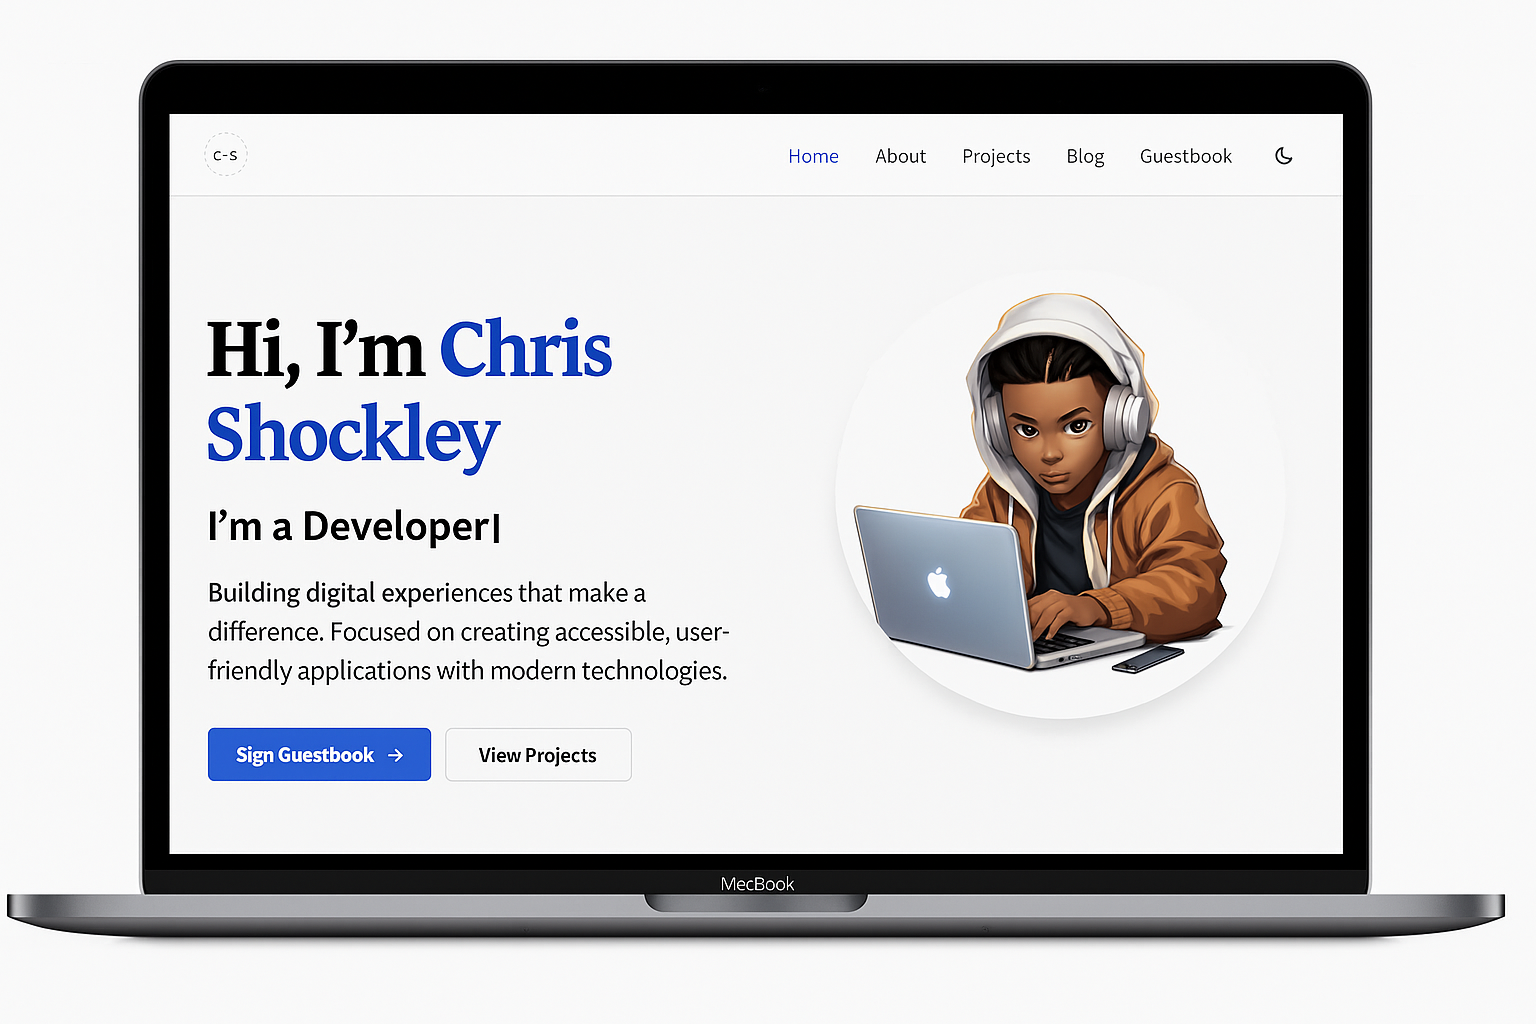 c-s
Home About Projects Blog Guestbook
Hi, I’m Chris
Shockley
I’m a Developer|
Building digital experiences that make a
difference. Focused on creating accessible, user-
friendly applications with modern technologies.
Sign Guestbook →
View Projects
MecBook